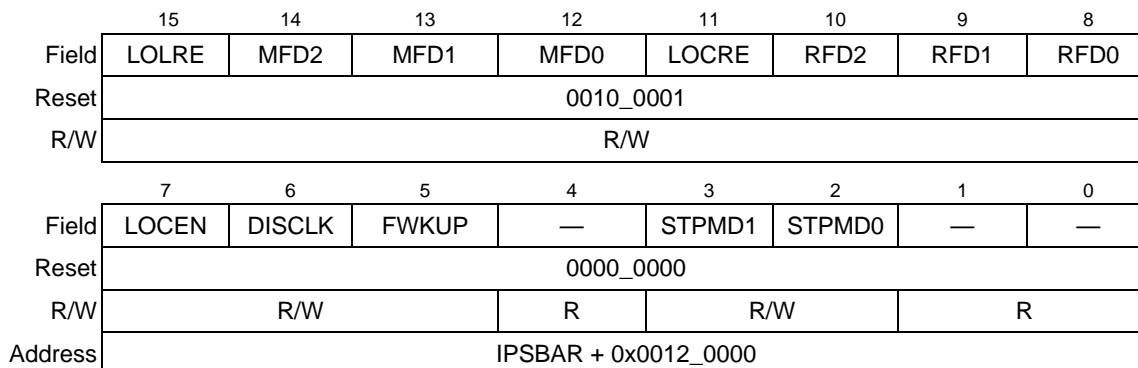 15 14 13 12 11 10 9 8
Field LOLRE MFD2 MFD1 MFD0 LOCRE RFD2 RFD1 RFD0
Reset 0010_0001
R/W R/W
7 6 5 4 3 2 1 0
Field LOCEN DISCLK FWKUP — STPMD1 STPMD0 — —
Reset 0000_0000
R/W R/W R R/W R
Address IPSBAR + 0x0012_0000